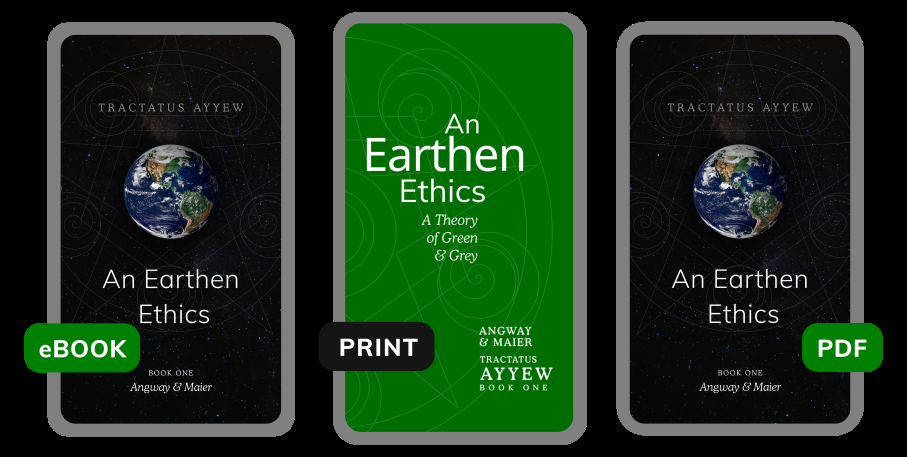 TRACTATUS AYYEW
An Earthen
Ethics
eBOOK
BOOK ONE
Angway & Maier
An
Earthen
Ethics
A Theory
of Green
& Grey
PRINT
ANGWAY
& MAIER
TRACTATUS
AYYEW
BOOK ONE
TRACTATUS AYYEW
An Earthen
Ethics
PDF
BOOK ONE
Angway & Maier